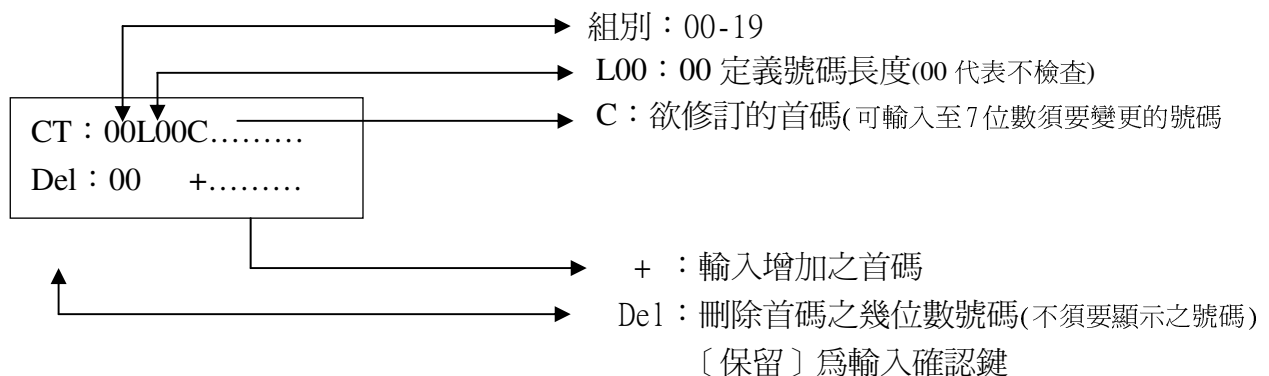 組別：00-19
L00：00 定義號碼長度(00 代表不檢查)
C：欲修訂的首碼(可輸入至7位數須要變更的號碼
CT：00L00C………
Del：00 +………
+ ：輸入增加之首碼
Del：刪除首碼之幾位數號碼(不須要顯示之號碼)
〔保留〕為輸入確認鍵